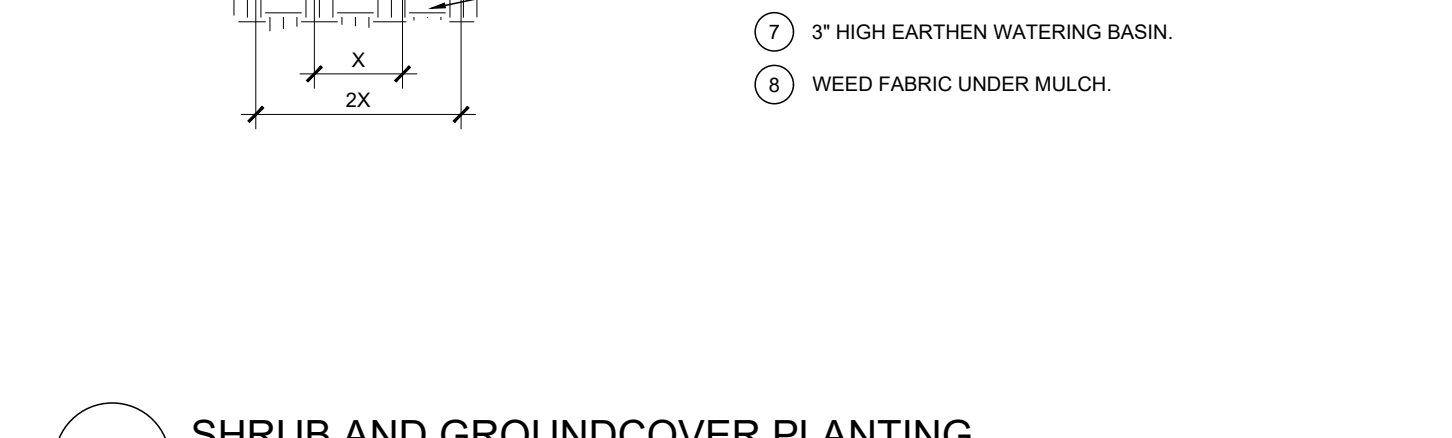 7 3" HIGH EARTHEN WATERING BASIN.
X
8 WEED FABRIC UNDER MULCH.
2X
SHRUB AND GROUNDCOVER PLANTING